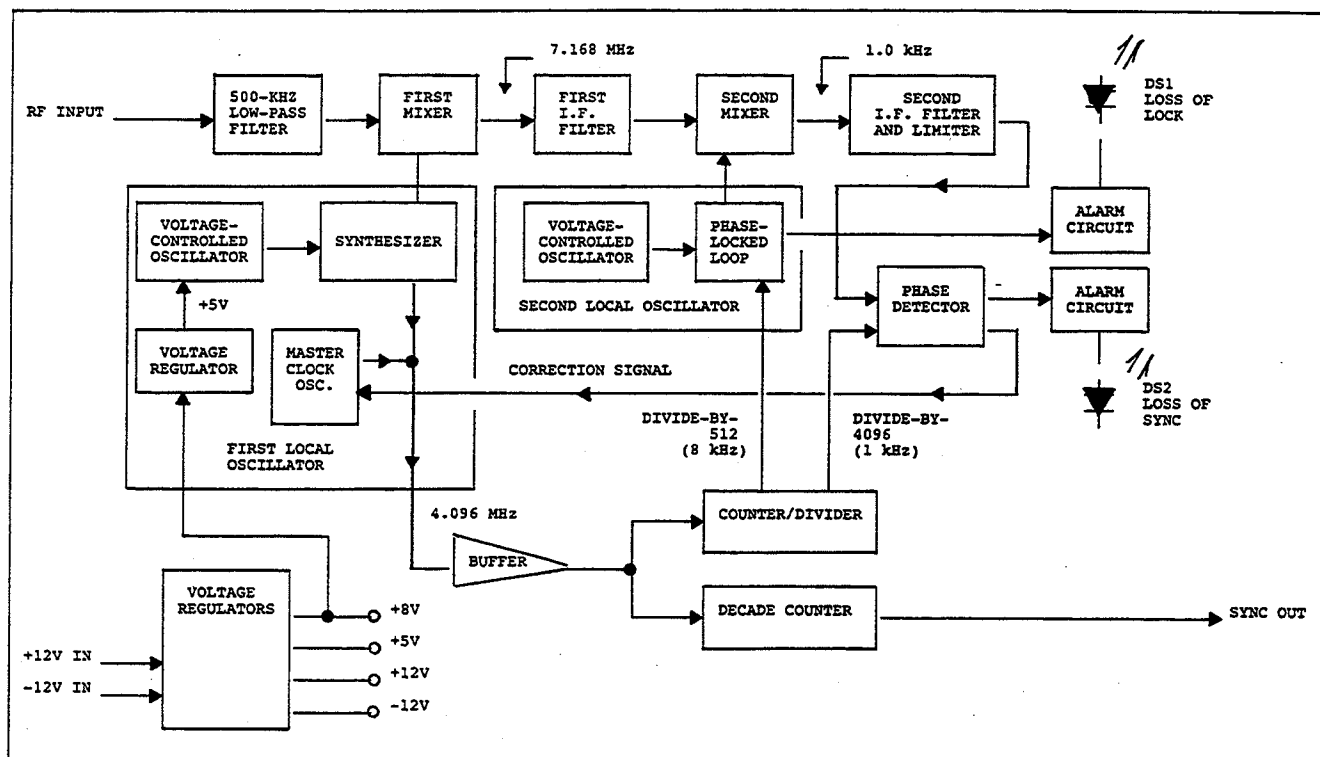 7.168 MHz
1.0 kHz
RF INPUT
500-KHZ
LOW-PASS
FILTER
FIRST
MIXER
FIRST
I.F.
FILTER
SECOND
MIXER
SECOND
I.F. FILTER
AND LIMITER
DS1
LOSS OF
LOCK
VOLTAGE-
CONTROLLED
OSCILLATOR
SYNTHESIZER
VOLTAGE-
CONTROLLED
OSCILLATOR
PHASE-
LOCKED
LOOP
ALARM
CIRCUIT
+5V
SECOND LOCAL OSCILLATOR
PHASE
DETECTOR
ALARM
CIRCUIT
VOLTAGE
REGULATOR
MASTER
CLOCK
OSC.
CORRECTION SIGNAL
DS2
LOSS OF
SYNC
FIRST LOCAL
OSCILLATOR
DIVIDE-BY-
512
(8 kHz)
DIVIDE-BY-
4096
(1 kHz)
4.096 MHz
BUFFER
COUNTER/DIVIDER
DECADE COUNTER
SYNC OUT
VOLTAGE
REGULATORS
+8V
+5V
+12V
-12V
+12V IN
-12V IN